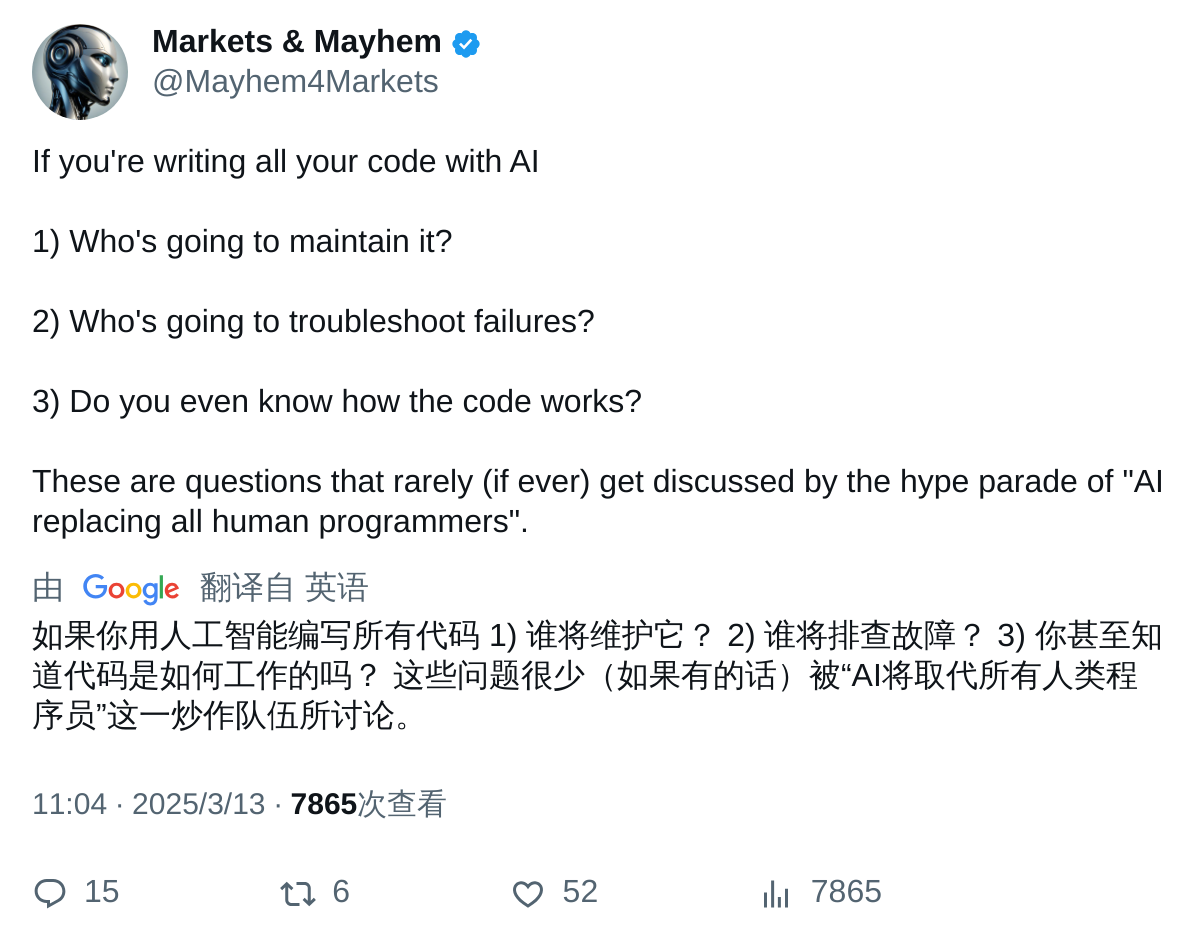 Markets & Mayhem
@Mayhem4Markets
If you're writing all your code with AI
1) Who's going to maintain it?
2) Who's going to troubleshoot failures?
3) Do you even know how the code works?
These are questions that rarely (if ever) get discussed by the hype parade of "AI
replacing all human programmers".
由 Google 翻译自 英语
如果你用人工智能编写所有代码 1) 谁将维护它？ 2) 谁将排查故障？ 3) 你甚至知
道代码是如何工作的吗？ 这些问题很少（如果有的话）被“AI将取代所有人类程
序员”这一炒作队伍所讨论。
11:04 · 2025/3/13 · 7865次查看
15 6 52 7865